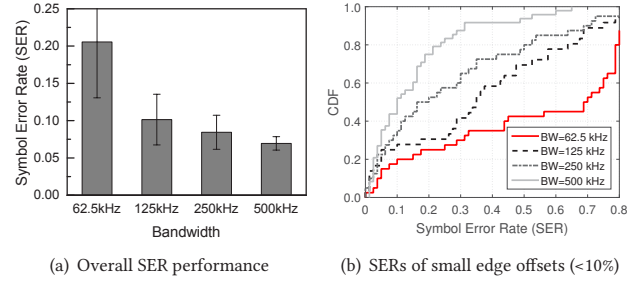 0.25
0.20
0.15
0.10
0.05
0.00
Symbol Error Rate (SER)
62.5kHz 125kHz 250kHz 500kHz
Bandwidth
(a) Overall SER performance
1.0
0.8
0.6
0.4
0.2
0.0
CDF
BW=62.5 kHz
BW=125 kHz
BW=250 kHz
BW=500 kHz
0 0.1 0.2 0.3 0.4 0.5 0.6 0.7 0.8
Symbol Error Rate (SER)
(b) SERs of small edge offsets (<10%)